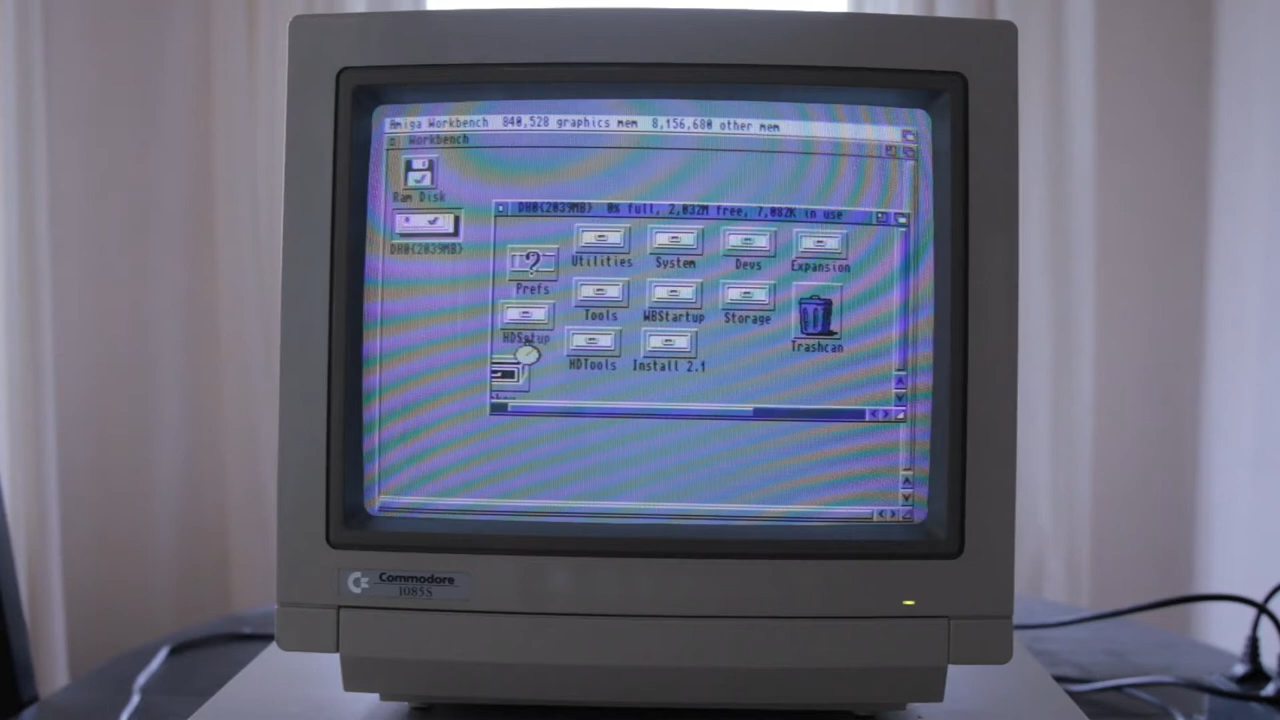 Amiga Workbench 840,528 graphics mem 8,156,680 other mem
Workbench
Ram Disk
DH0(2039MB)
DH0(2039MB) 0% full, 2,032M free, 7,082K in use
Utilities System Devs Expansion
Prefs
Tools WBStartup Storage
HDSetup
Trashcan
HDTools Install 2.1
Commodore
1085S